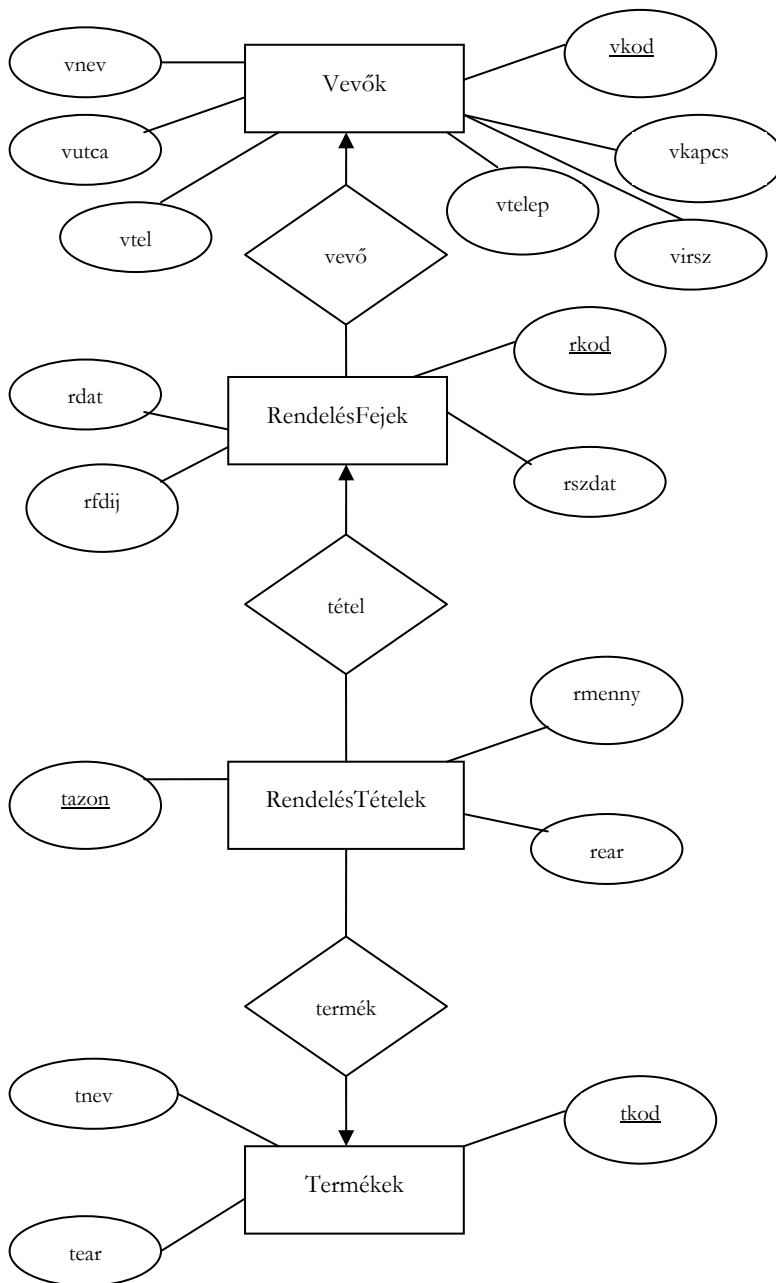 vnev
Vevők
vkod
vutca
vkapcs
vtel
vevő
vtelep
virsz
rkod
rdat
RendelésFejek
rfdij
rszdat
tétel
rmenny
tazon
RendelésTételek
rear
termék
tnev
tkod
Termékek
tear